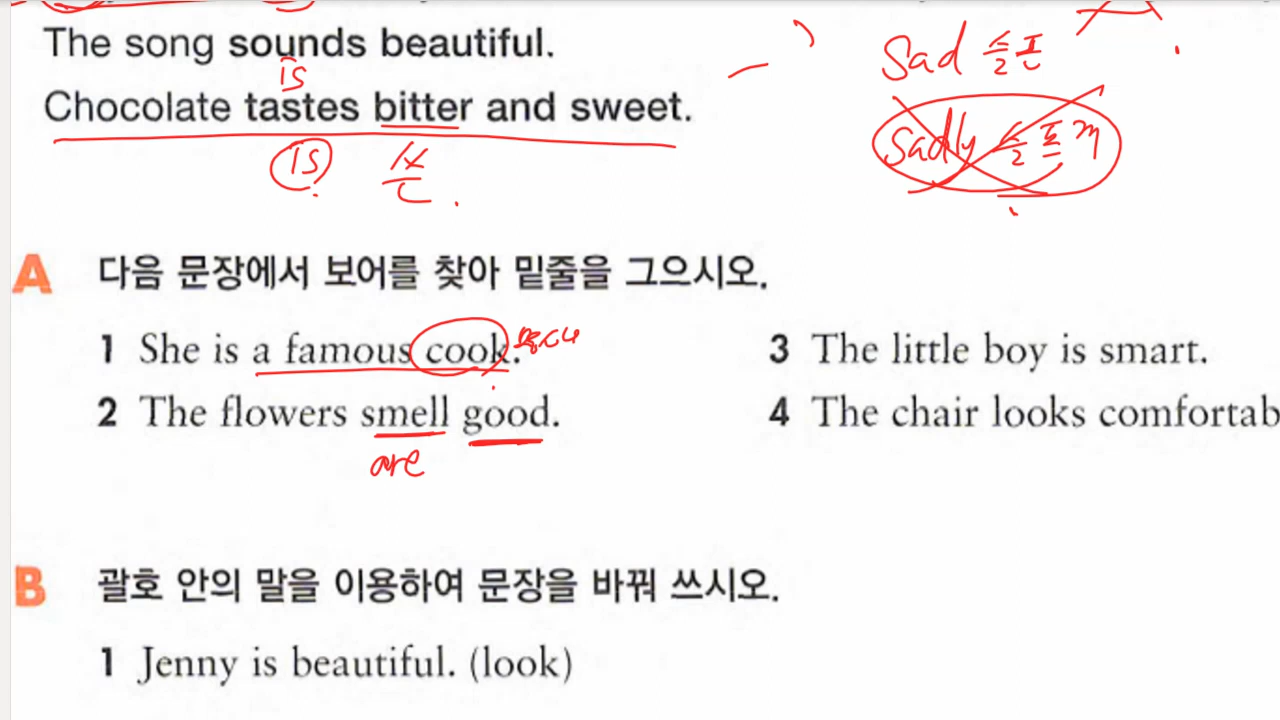 The song sounds beautiful.
is
Chocolate tastes bitter and sweet.
is
Sad 슬픈
Sadly
A 다음 문장에서 보어를 찾아 밑줄을 그으시오.
1 She is a famous cook. 명사
2 The flowers smell good.
are
3 The little boy is smart.
4 The chair looks comfortab
B 괄호 안의 말을 이용하여 문장을 바꿔 쓰시오.
1 Jenny is beautiful. (look)